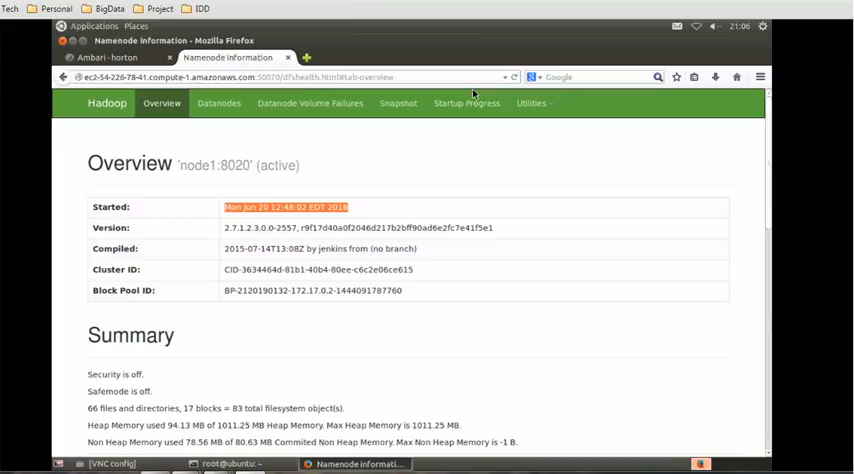 Tech Personal BigData Project IDD
Applications Places 21:06
Namenode information - Mozilla Firefox
Ambari - horton × Namenode information ×
ec2-54-226-78-41.compute-1.amazonaws.com:50070/dfshealth.html#tab-overview Google
Hadoop Overview Datanodes Datanode Volume Failures Snapshot Startup Progress Utilities
Overview 'node1:8020' (active)
Started: Mon Jun 20 12:48:02 EDT 2016
Version: 2.7.1.2.3.0.0-2557, r9f17d40a0f2046d217b2bff90ad6e2fc7e41f5e1
Compiled: 2015-07-14T13:08Z by jenkins from (no branch)
Cluster ID: CID-3634464d-81b1-40b4-80ee-c6c2e06ce615
Block Pool ID: BP-2120190132-172.17.0.2-1444091787760
Summary
Security is off.
Safemode is off.
66 files and directories, 17 blocks = 83 total filesystem object(s).
Heap Memory used 94.13 MB of 1011.25 MB Heap Memory. Max Heap Memory is 1011.25 MB.
Non Heap Memory used 78.56 MB of 80.63 MB Commited Non Heap Memory. Max Non Heap Memory is -1 B.
[VNC config] root@ubuntu: ~ Namenode informati...